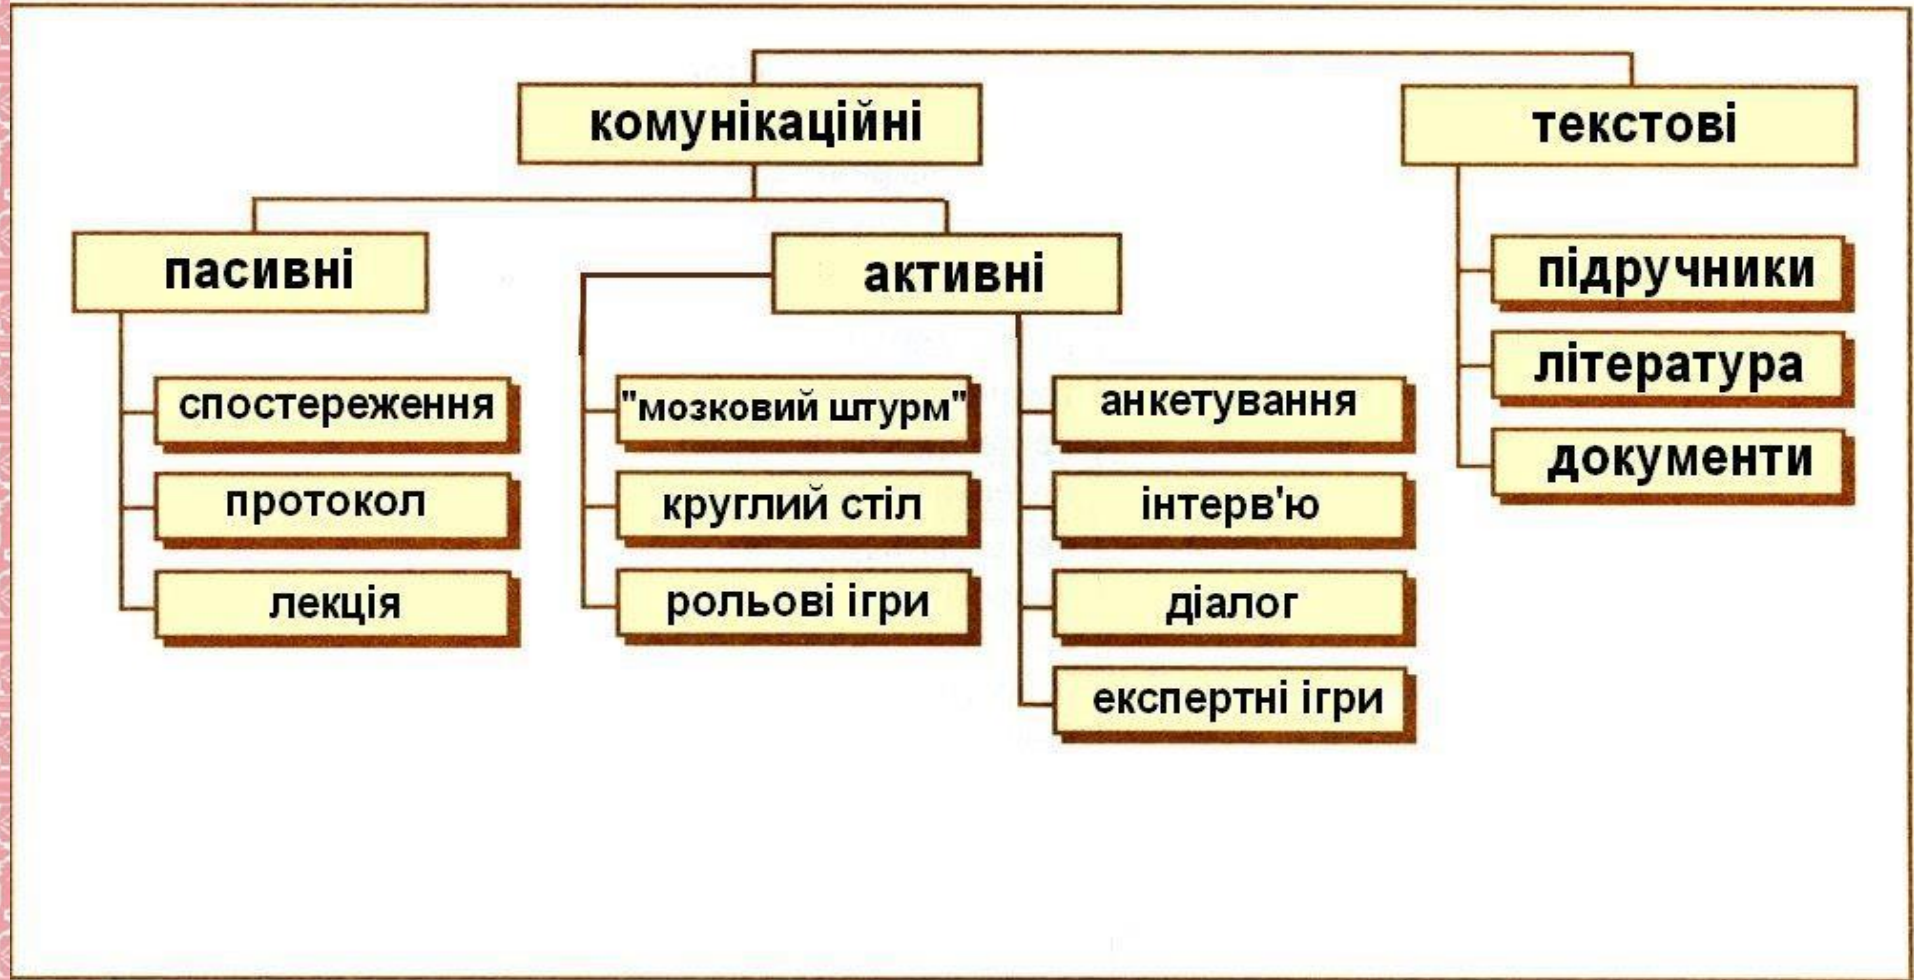 комунікаційні
текстові
пасивні
активні
підручники
література
документи
спостереження
протокол
лекція
"мозковий штурм"
круглий стіл
рольові ігри
анкетування
інтерв'ю
діалог
експертні ігри